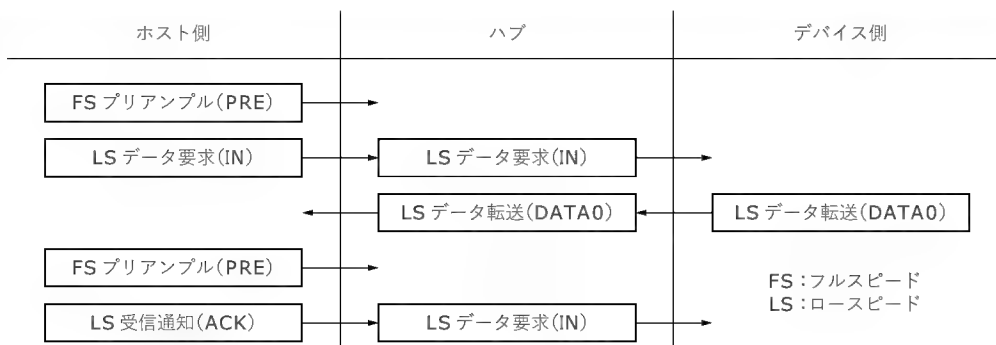 ホスト側 ハブ デバイス側
FS プリアンプル(PRE)
LS データ要求(IN) LS データ要求(IN)
LS データ転送(DATA0) LS データ転送(DATA0)
FS プリアンプル(PRE)
FS:フルスピード
LS:ロースピード
LS 受信通知(ACK) LS データ要求(IN)